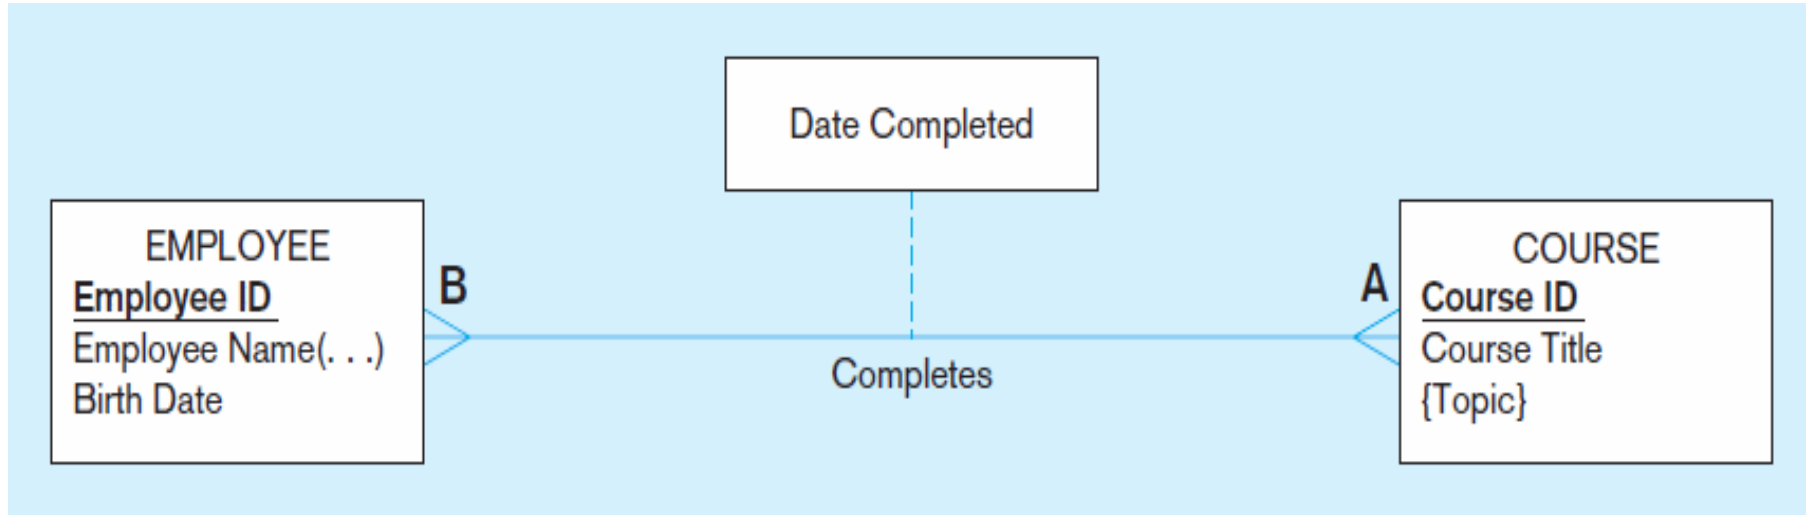 Date Completed
EMPLOYEE
Employee ID
Employee Name(. . .)
Birth Date
B
Completes
A
COURSE
Course ID
Course Title
{Topic}